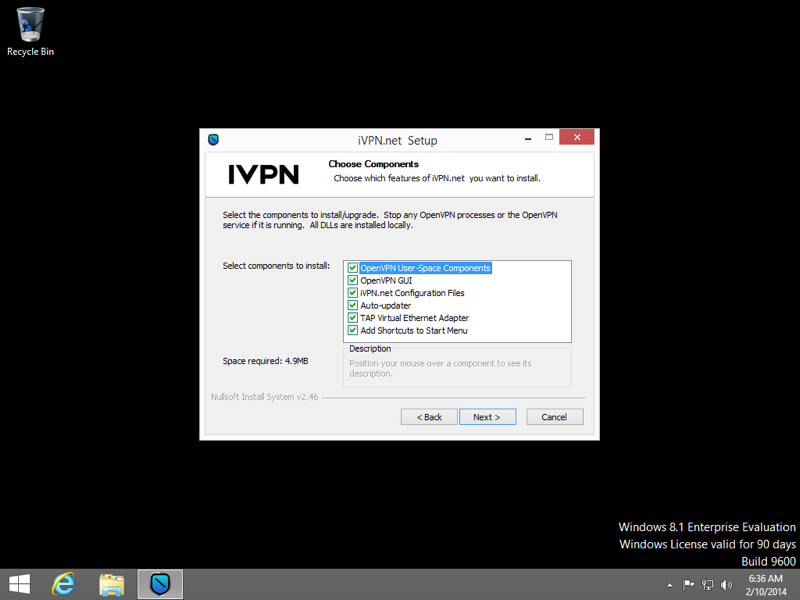 Recycle Bin
iVPN.net Setup
IVPN
Choose Components
Choose which features of iVPN.net you want to install.
Select the components to install/upgrade. Stop any OpenVPN processes or the OpenVPN
service if it is running. All DLLs are installed locally.
Select components to install:
OpenVPN User-Space Components
OpenVPN GUI
iVPN.net Configuration Files
Auto-updater
TAP Virtual Ethernet Adapter
Add Shortcuts to Start Menu
Space required: 4.9MB
Description
Position your mouse over a component to see its
description.
Nullsoft Install System v2.46
< Back
Next >
Cancel
Windows 8.1 Enterprise Evaluation
Windows License valid for 90 days
Build 9600
6:36 AM
2/10/2014